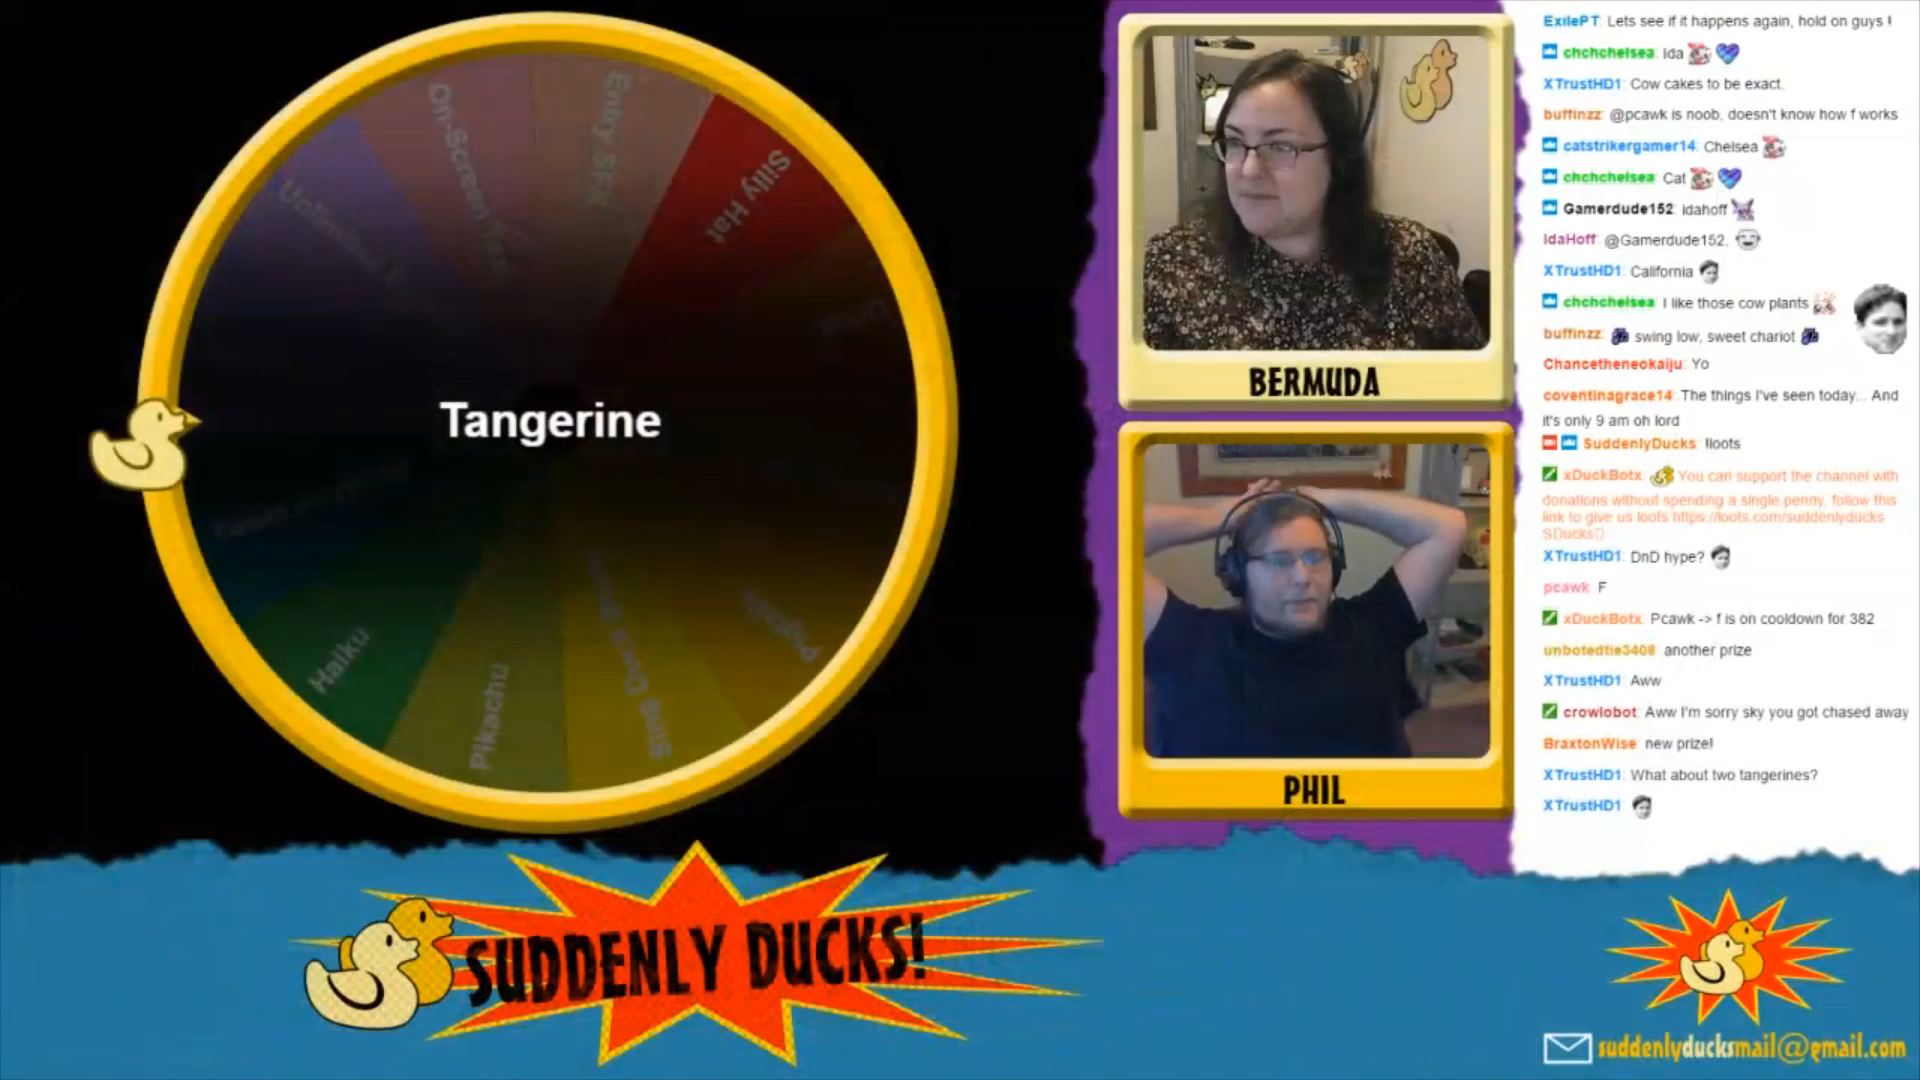 On-Screen
Entry SFX
Silly Hat
Tangerine
Haiku
Pikachu
Sing Duck Song
BERMUDA
PHIL
SUDDENLY DUCKS!
ExilePT: Lets see if it happens again, hold on guys !
chchchelsea: Ida
XTrustHD1: Cow cakes to be exact.
buffinzz: @pcawk is noob, doesn't know how f works
catstrikergamer14: Chelsea
chchchelsea: Cat
Gamerdude152: idahoff
IdaHoff: @Gamerdude152,
XTrustHD1: California
chchchelsea: I like those cow plants
buffinzz: swing low, sweet chariot
Chancetheneokaiju: Yo
coventinagrace14: The things I've seen today... And
it's only 9 am oh lord
SuddenlyDucks: !loots
xDuckBotx: You can support the channel with
donations without spending a single penny, follow this
link to give us loots https://loots.com/suddenlyducks
SDucks
XTrustHD1: DnD hype?
pcawk: F
xDuckBotx: Pcawk -> f is on cooldown for 382
unbotedtie3408: another prize
XTrustHD1: Aww
crowlobot: Aww I'm sorry sky you got chased away
BraxtonWise: new prize!
XTrustHD1: What about two tangerines?
XTrustHD1:
suddenlyducksmail@gmail.com